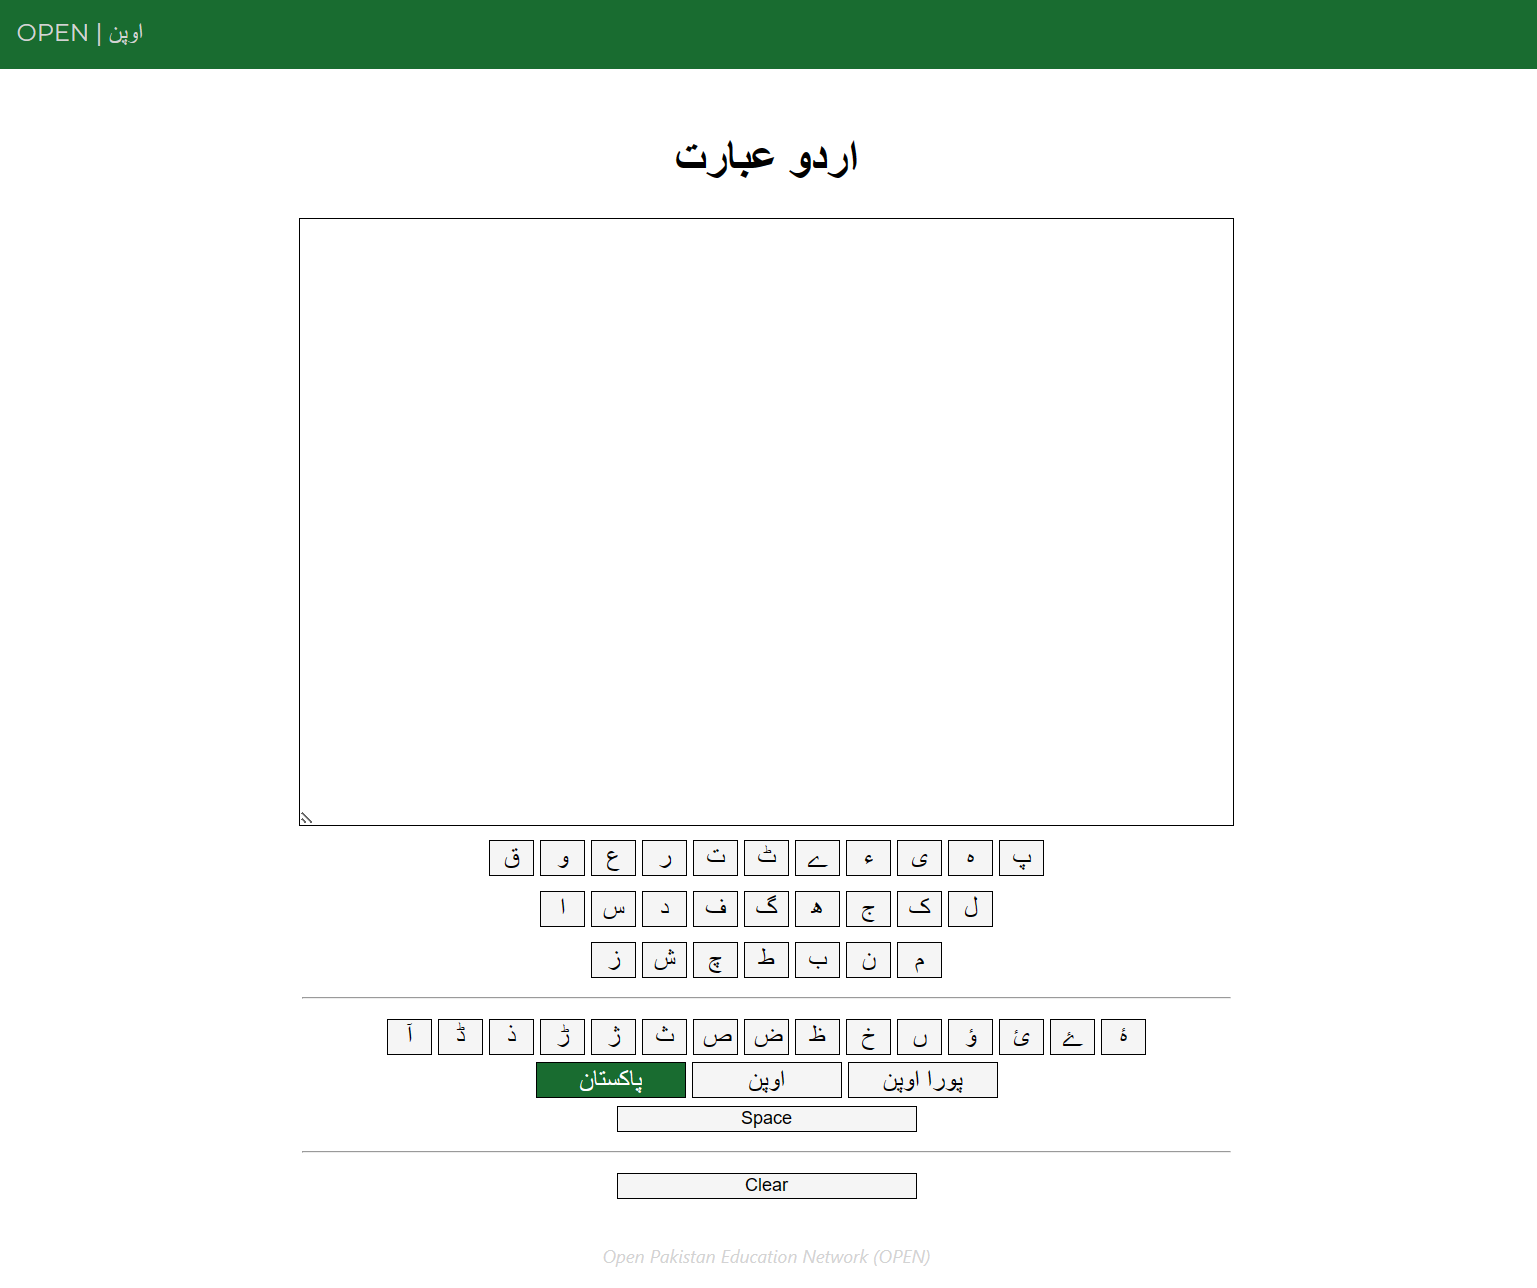 OPEN | اوپن
اردو عبارت
ق و ع ر ت ٹ ے ء ی ہ پ
ا س د ف گ ھ ج ک ل
ز ش چ ط ب ن م
آ ڈ ذ ڑ ژ ث ص ض ظ خ ں ؤ ئ ۓ ۂ
پاکستان اوپن پورا اوپن
Space
Clear
Open Pakistan Education Network (OPEN)